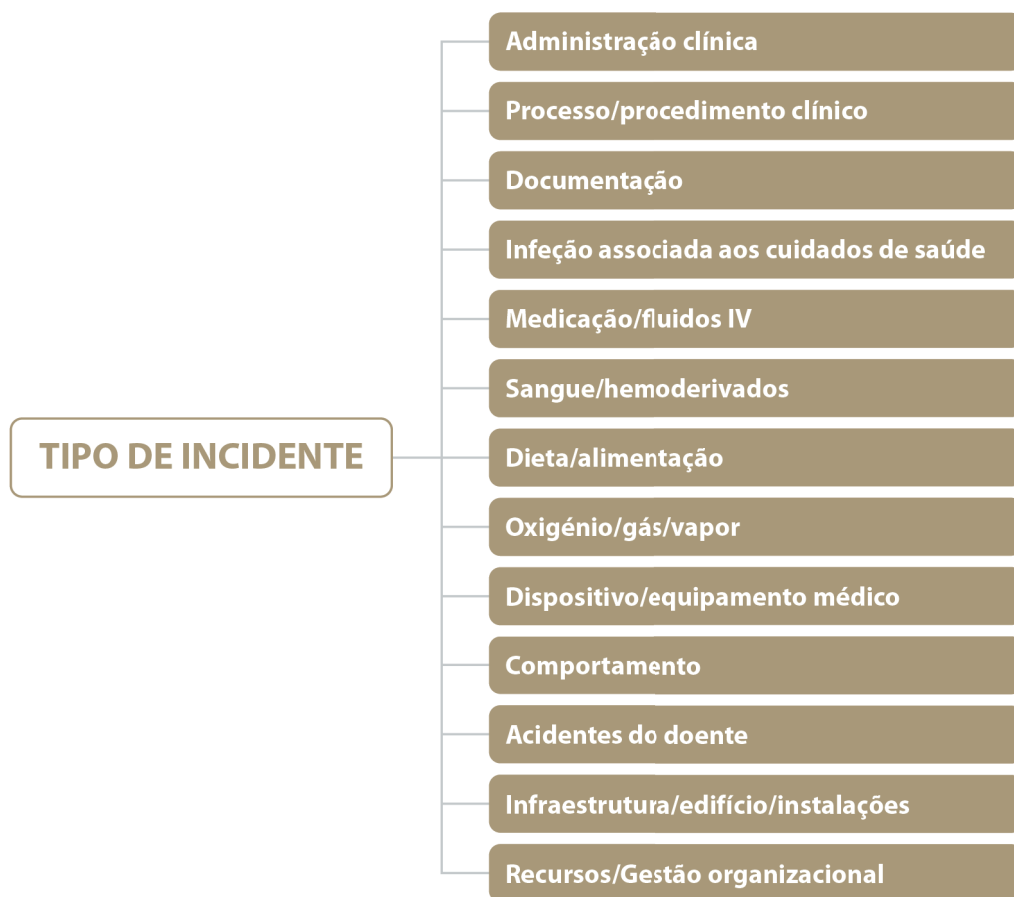 Administração clínica
Processo/procedimento clínico
Documentação
Infeção associada aos cuidados de saúde
Medicação/fluidos IV
Sangue/hemoderivados
TIPO DE INCIDENTE
Dieta/alimentação
Oxigénio/gás/vapor
Dispositivo/equipamento médico
Comportamento
Acidentes do doente
Infraestrutura/edifício/instalações
Recursos/Gestão organizacional